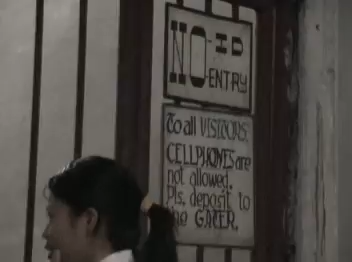 NO-ID
NO-ENTRY
To all VISITORS,
CELLPHONES are
not allowed.
Pls. deposit to
the GATER.